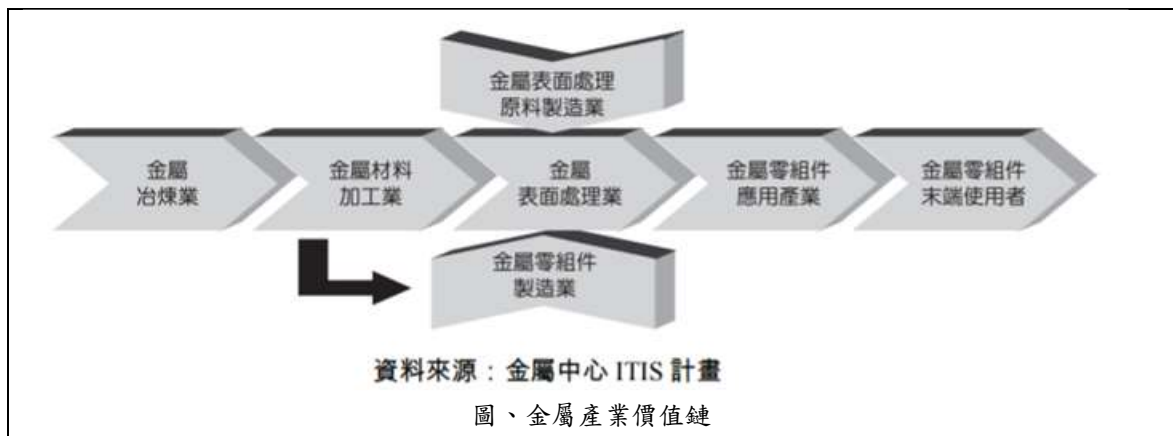 金屬表面處理
原料製造業
金屬
冶煉業
金屬材料
加工業
金屬
表面處理業
金屬零組件
應用產業
金屬零組件
末端使用者
金屬零組件
製造業
資料來源：金屬中心 ITIS 計畫
圖、金屬產業價值鏈